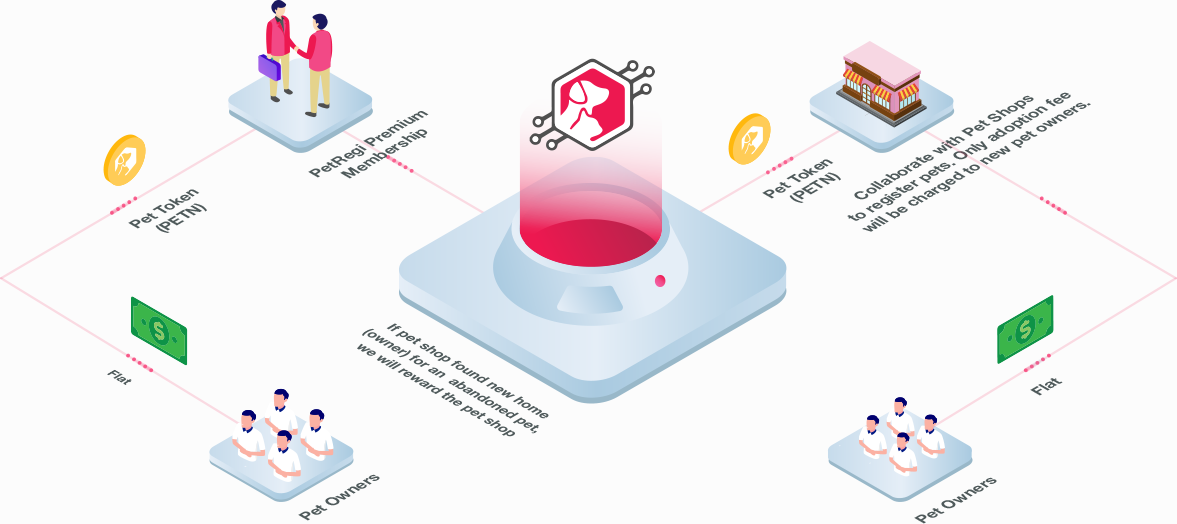 PetRegi Premium
Membership
Pet Token
(PETN)
Pet Token
(PETN)
Collaborate with Pet Shops
to register pets. Only adoption fee
will be charged to new pet owners.
If pet shop found new home
(owner) for an abandoned pet,
we will reward the pet shop
$
Flat
Pet Owners
$
Flat
Pet Owners